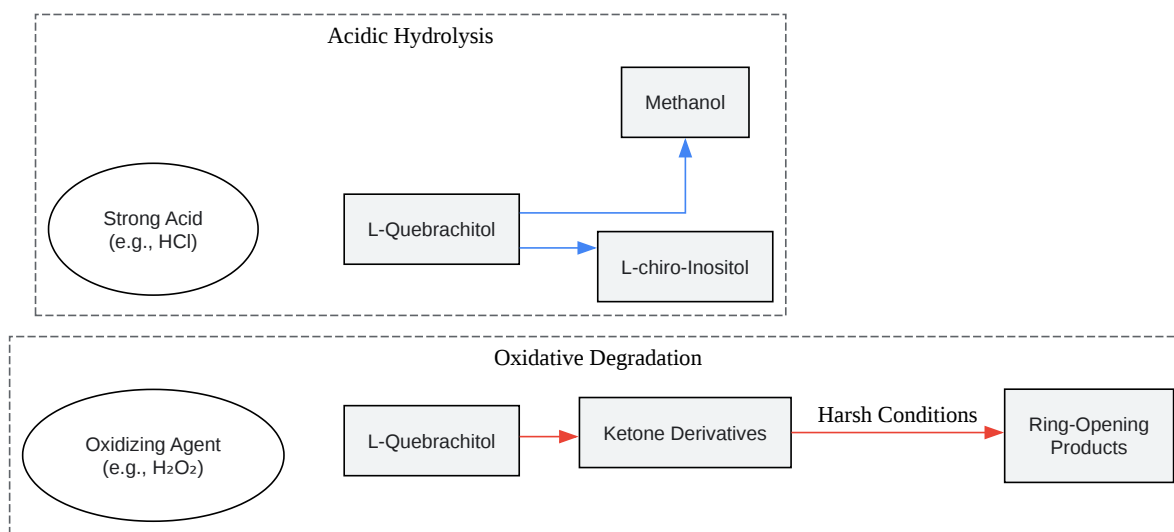 Acidic Hydrolysis
Methanol
Strong Acid
(e.g., HCl)
L-Quebrachitol
L-chiro-Inositol
Oxidative Degradation
Oxidizing Agent
(e.g., H₂O₂)
L-Quebrachitol
Ketone Derivatives
Harsh Conditions
Ring-Opening
Products